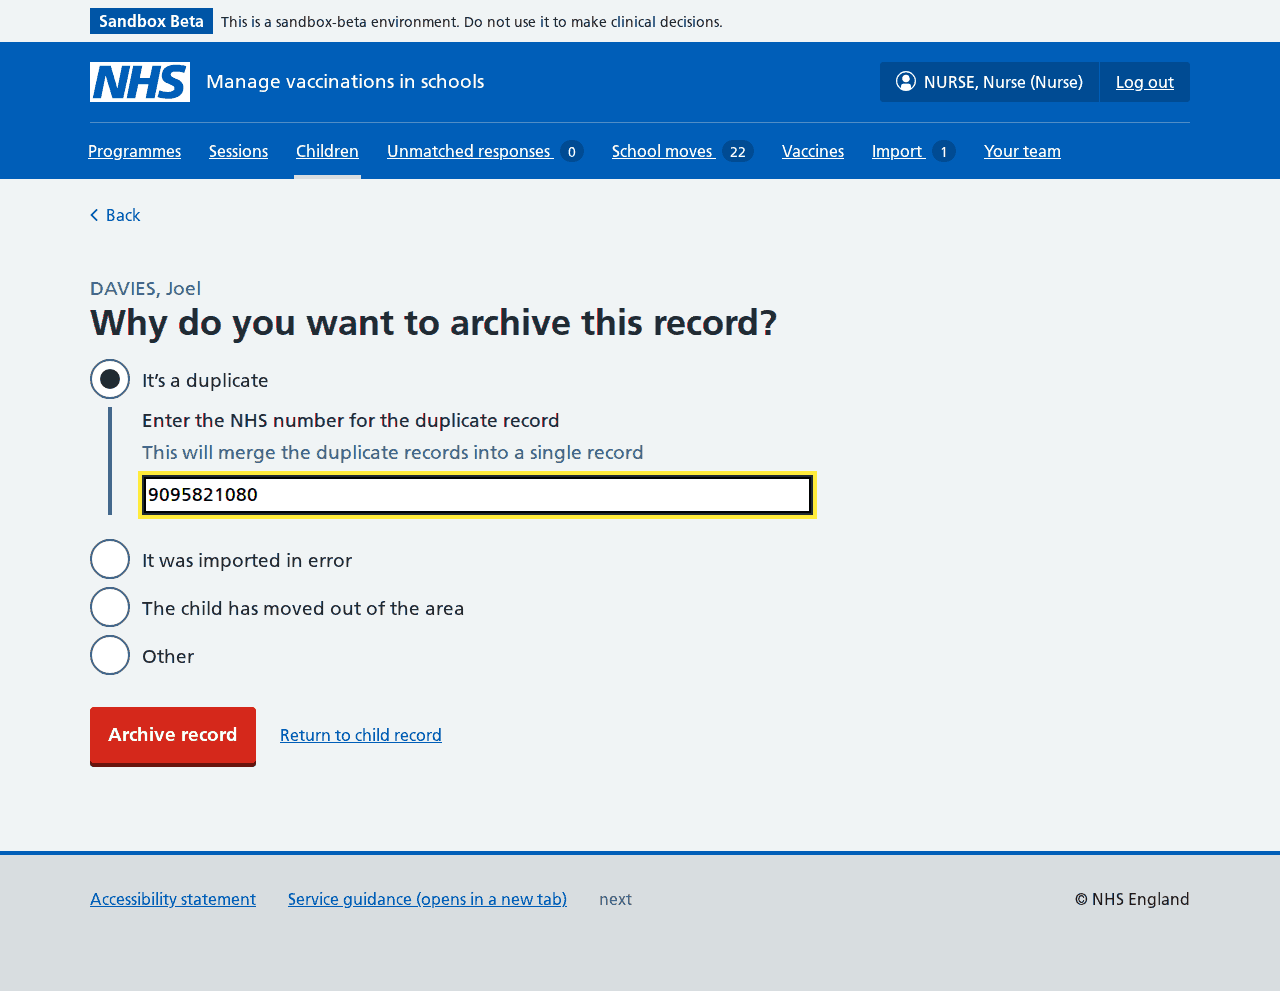 Sandbox Beta This is a sandbox-beta environment. Do not use it to make clinical decisions.
NHS Manage vaccinations in schools NURSE, Nurse (Nurse) Log out
Programmes Sessions Children Unmatched responses 0 School moves 22 Vaccines Import 1 Your team
Back
DAVIES, Joel
Why do you want to archive this record?
It’s a duplicate
Enter the NHS number for the duplicate record
This will merge the duplicate records into a single record
9095821080
It was imported in error
The child has moved out of the area
Other
Archive record Return to child record
Accessibility statement Service guidance (opens in a new tab) next © NHS England